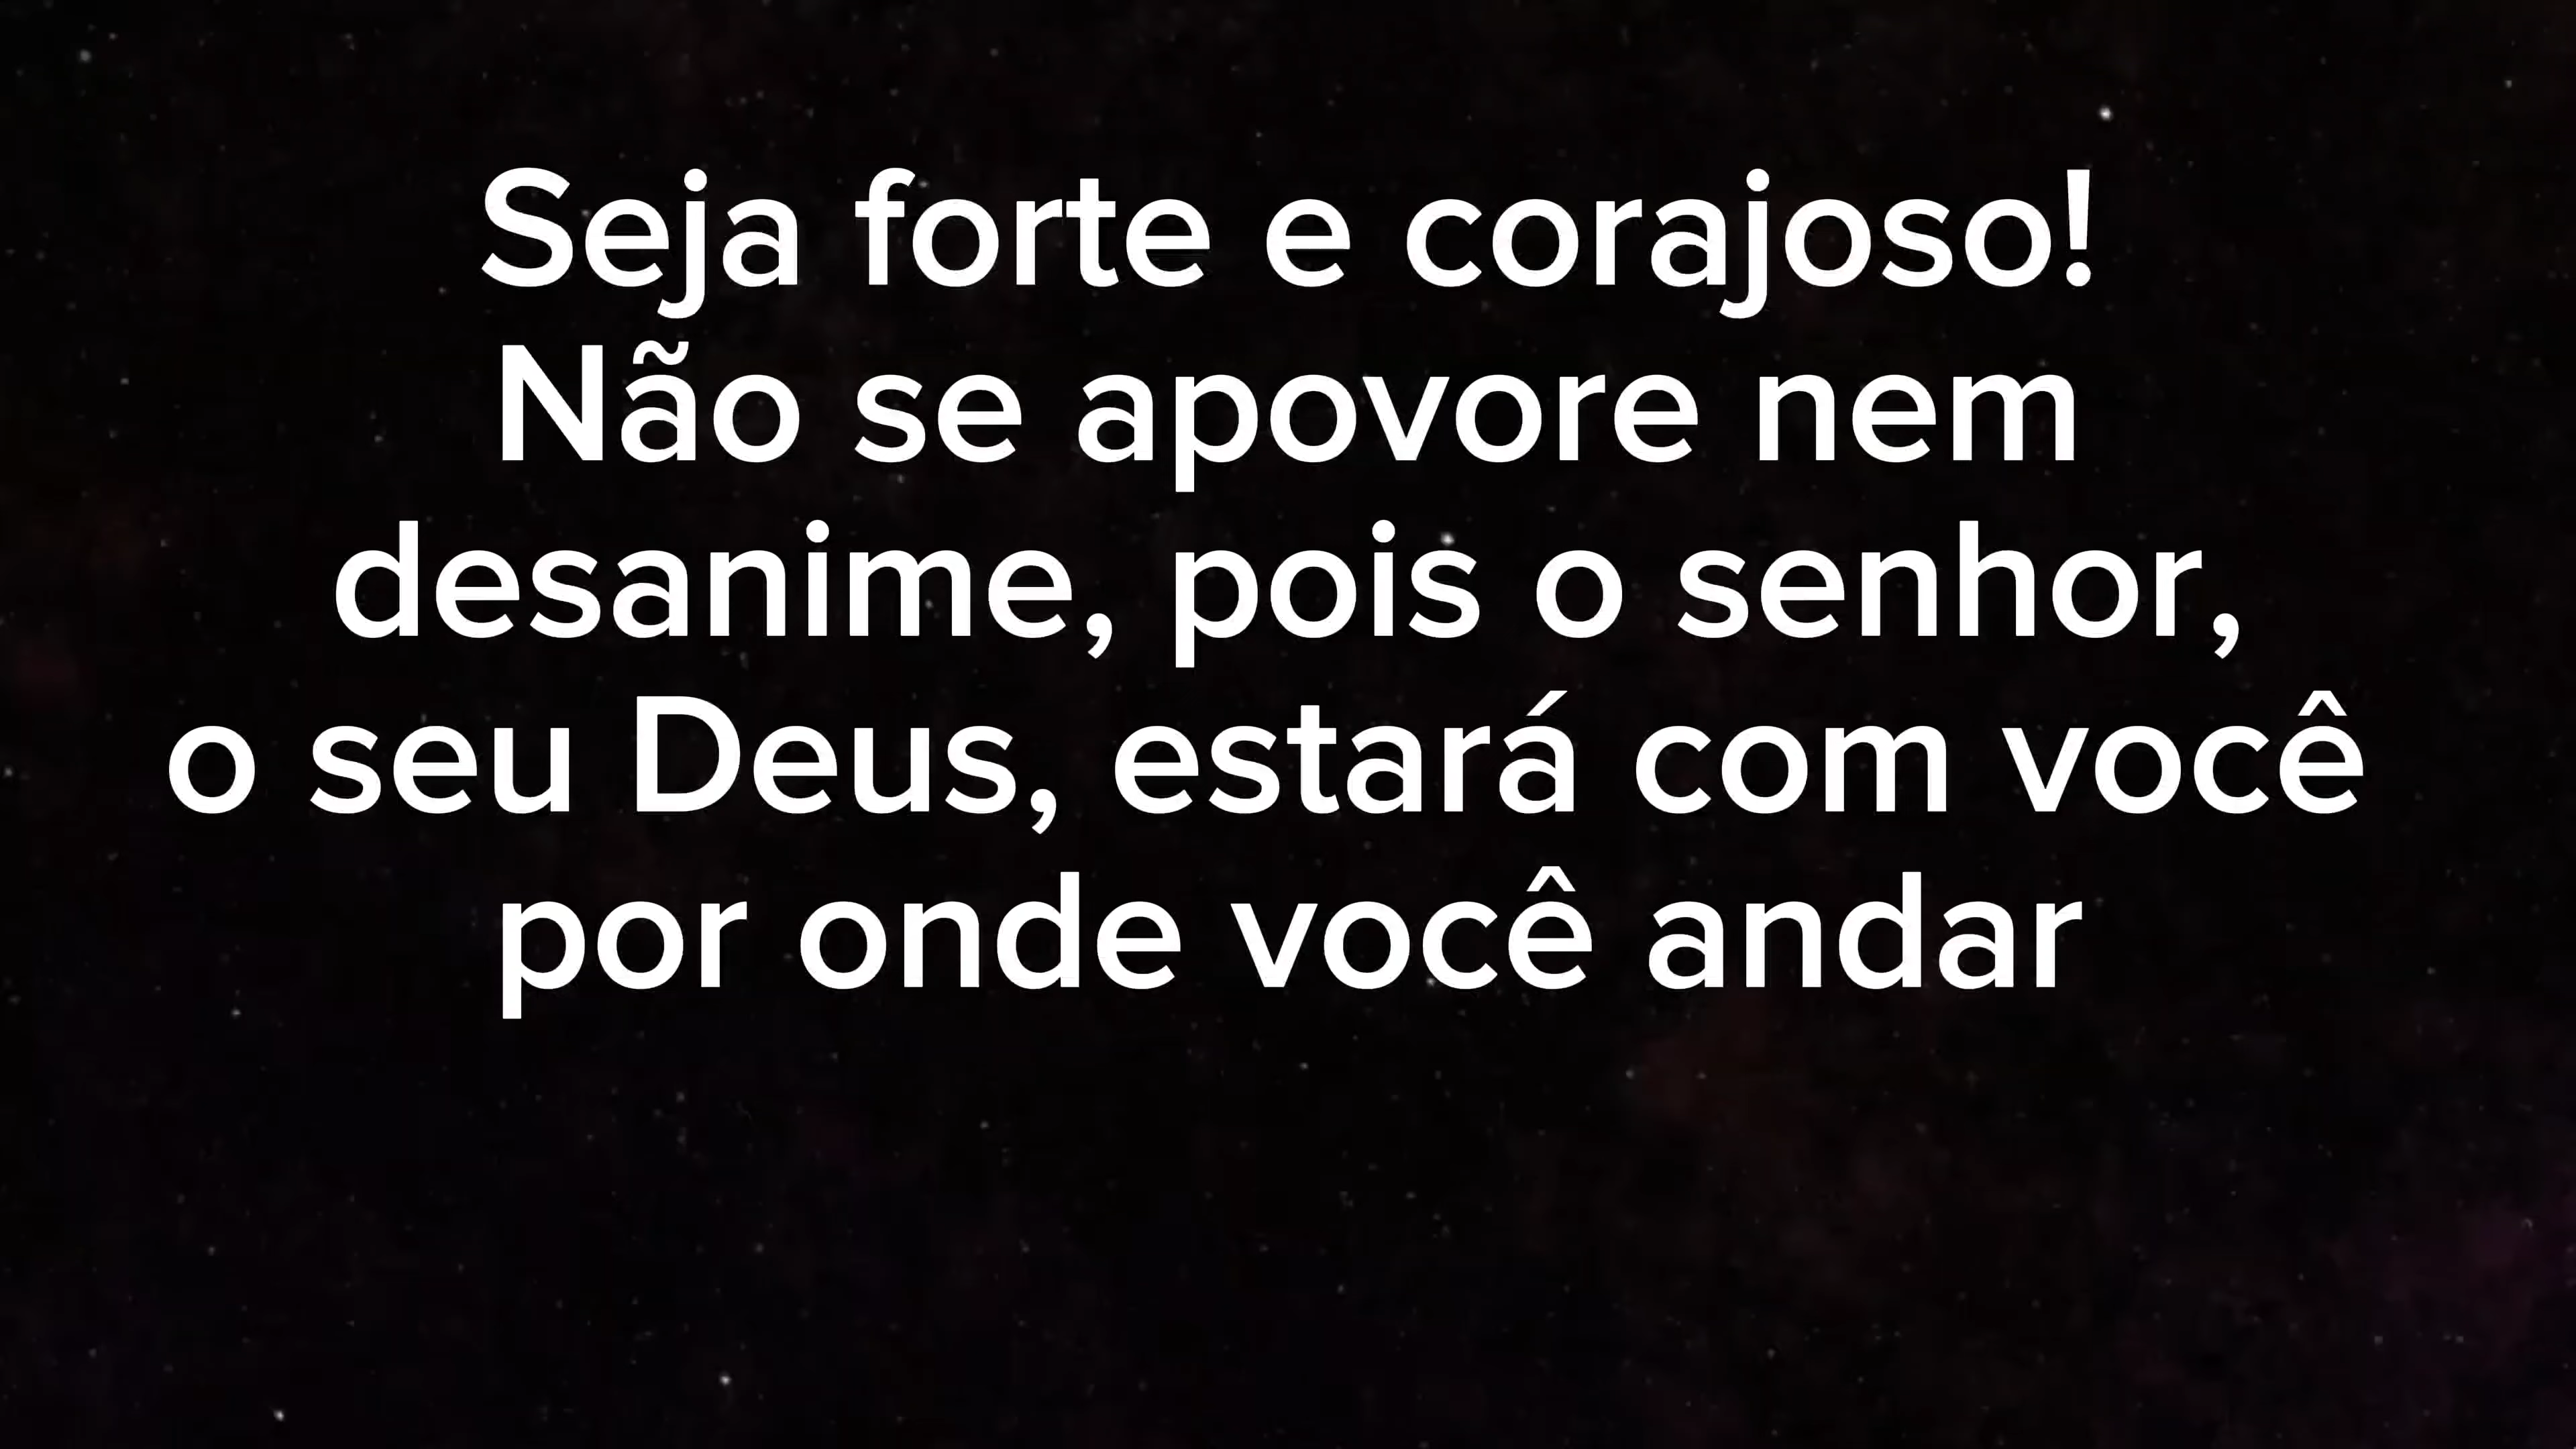 Seja forte e corajoso!
Não se apovore nem
desanime, pois o senhor,
o seu Deus, estará com você
por onde você andar